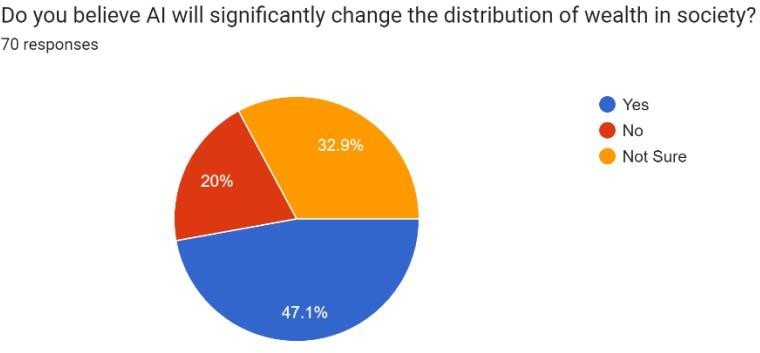 Do you believe AI will significantly change the distribution of wealth in society?
70 responses
Yes
No
Not Sure
32.9%
20%
47.1%